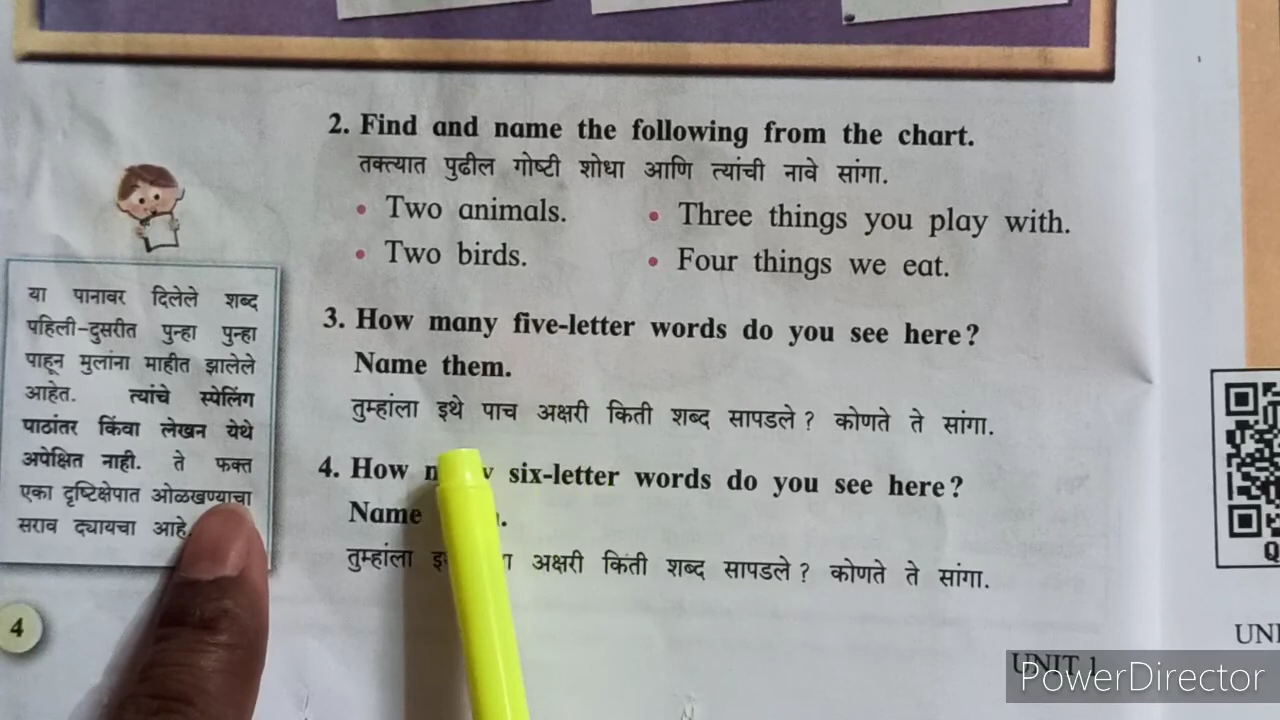 2. Find and name the following from the chart.
तक्त्यात पुढील गोष्टी शोधा आणि त्यांची नावे सांगा.
• Two animals.
• Three things you play with.
• Two birds.
• Four things we eat.
3. How many five-letter words do you see here?
Name them.
तुम्हांला इथे पाच अक्षरी किती शब्द सापडले? कोणते ते सांगा.
4. How six-letter words do you see here?
Name
तुम्हांला अक्षरी किती शब्द सापडले? कोणते ते सांगा.
या पानावर दिलेले शब्द
पहिली-दुसरीत पुन्हा पुन्हा
पाहून मुलांना माहीत झालेले
आहेत. त्यांचे स्पेलिंग
पाठांतर किंवा लेखन येथे
अपेक्षित नाही. ते फक्त
एका दृष्टिक्षेपात ओळखण्याचा
सराव द्यायचा आहे.
4
UNIT 1
PowerDirector